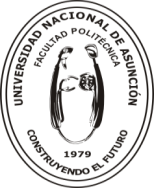 UNIVERSIDAD NACIONAL DE ASUNCIÓN
FACULTAD POLITÉCNICA
1979
CONSTRUYENDO EL FUTURO